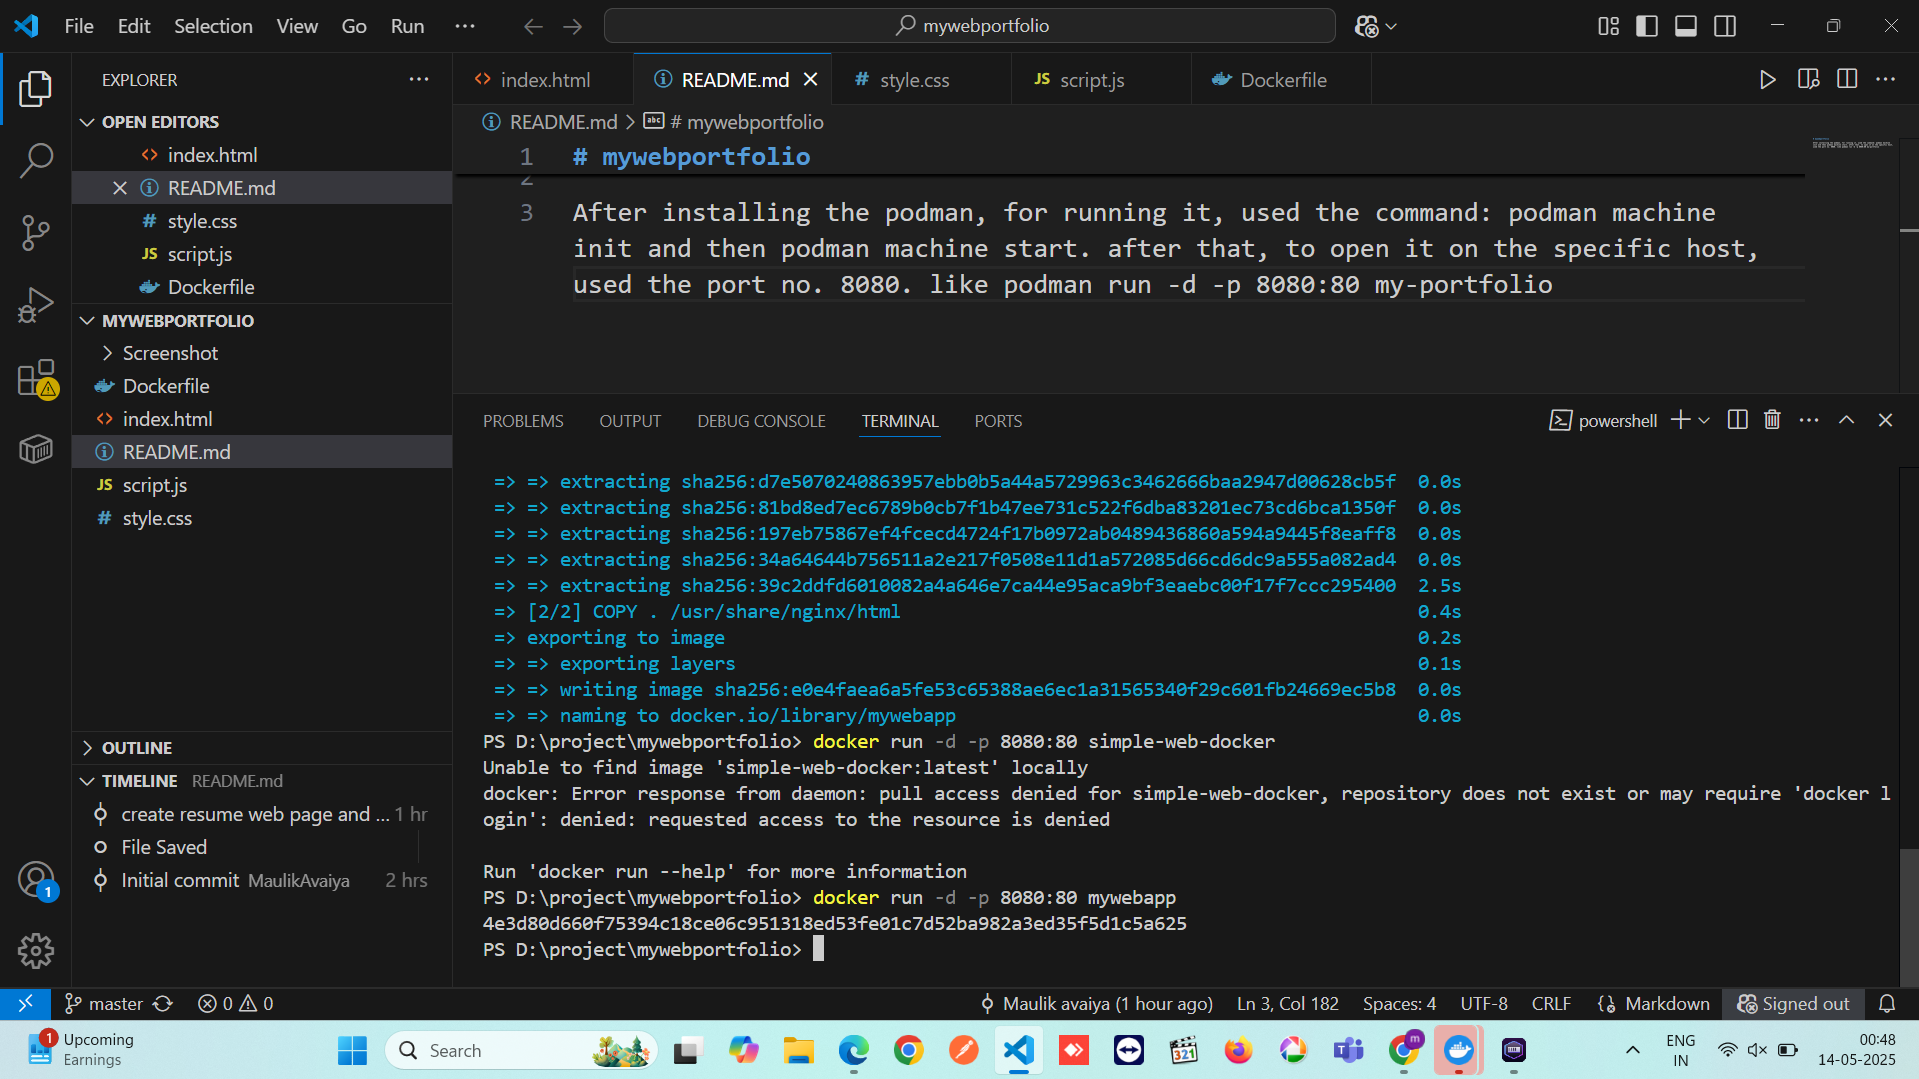 File Edit Selection View Go Run ···
mywebportfolio
EXPLORER
OPEN EDITORS
index.html
README.md
style.css
script.js
Dockerfile
MYWEBPORTFOLIO
Screenshot
Dockerfile
index.html
README.md
JS script.js
# style.css
OUTLINE
TIMELINE README.md
create resume web page and ... 1 hr
File Saved
Initial commit MaulikAvaiya 2 hrs
index.html README.md # style.css JS script.js Dockerfile
README.md > # mywebportfolio
1 # mywebportfolio
2
3 After installing the podman, for running it, used the command: podman machine
init and then podman machine start. after that, to open it on the specific host,
used the port no. 8080. like podman run -d -p 8080:80 my-portfolio
PROBLEMS OUTPUT DEBUG CONSOLE TERMINAL PORTS
powershell
=> => extracting sha256:d7e5070240863957ebb0b5a44a5729963c3462666baa2947d00628cb5f 0.0s
=> => extracting sha256:81bd8ed7ec6789b0cb7f1b47ee731c522f6dba83201ec73cd6bca1350f 0.0s
=> => extracting sha256:197eb75867ef4fcecd4724f17b0972ab0489436860a594a9445f8eaff8 0.0s
=> => extracting sha256:34a64644b756511a2e217f0508e11d1a572085d66cd6dc9a555a082ad4 0.0s
=> => extracting sha256:39c2ddfd6010082a4a646e7ca44e95aca9bf3eaebc00f17f7ccc295400 2.5s
=> [2/2] COPY . /usr/share/nginx/html 0.4s
=> exporting to image 0.2s
=> => exporting layers 0.1s
=> => writing image sha256:e0e4faea6a5fe53c65388ae6ec1a31565340f29c601fb24669ec5b8 0.0s
=> => naming to docker.io/library/mywebapp 0.0s
PS D:\project\mywebportfolio> docker run -d -p 8080:80 simple-web-docker
Unable to find image 'simple-web-docker:latest' locally
docker: Error response from daemon: pull access denied for simple-web-docker, repository does not exist or may require 'docker l
ogin': denied: requested access to the resource is denied
Run 'docker run --help' for more information
PS D:\project\mywebportfolio> docker run -d -p 8080:80 mywebapp
4e3d80d660f75394c18ce06c951318ed53fe01c7d52ba982a3ed35f5d1c5a625
PS D:\project\mywebportfolio>
1
master 0 0 Maulik avaiya (1 hour ago) Ln 3, Col 182 Spaces: 4 UTF-8 CRLF Markdown Signed out
1 Upcoming
Earnings
Search
ENG
IN
00:48
14-05-2025